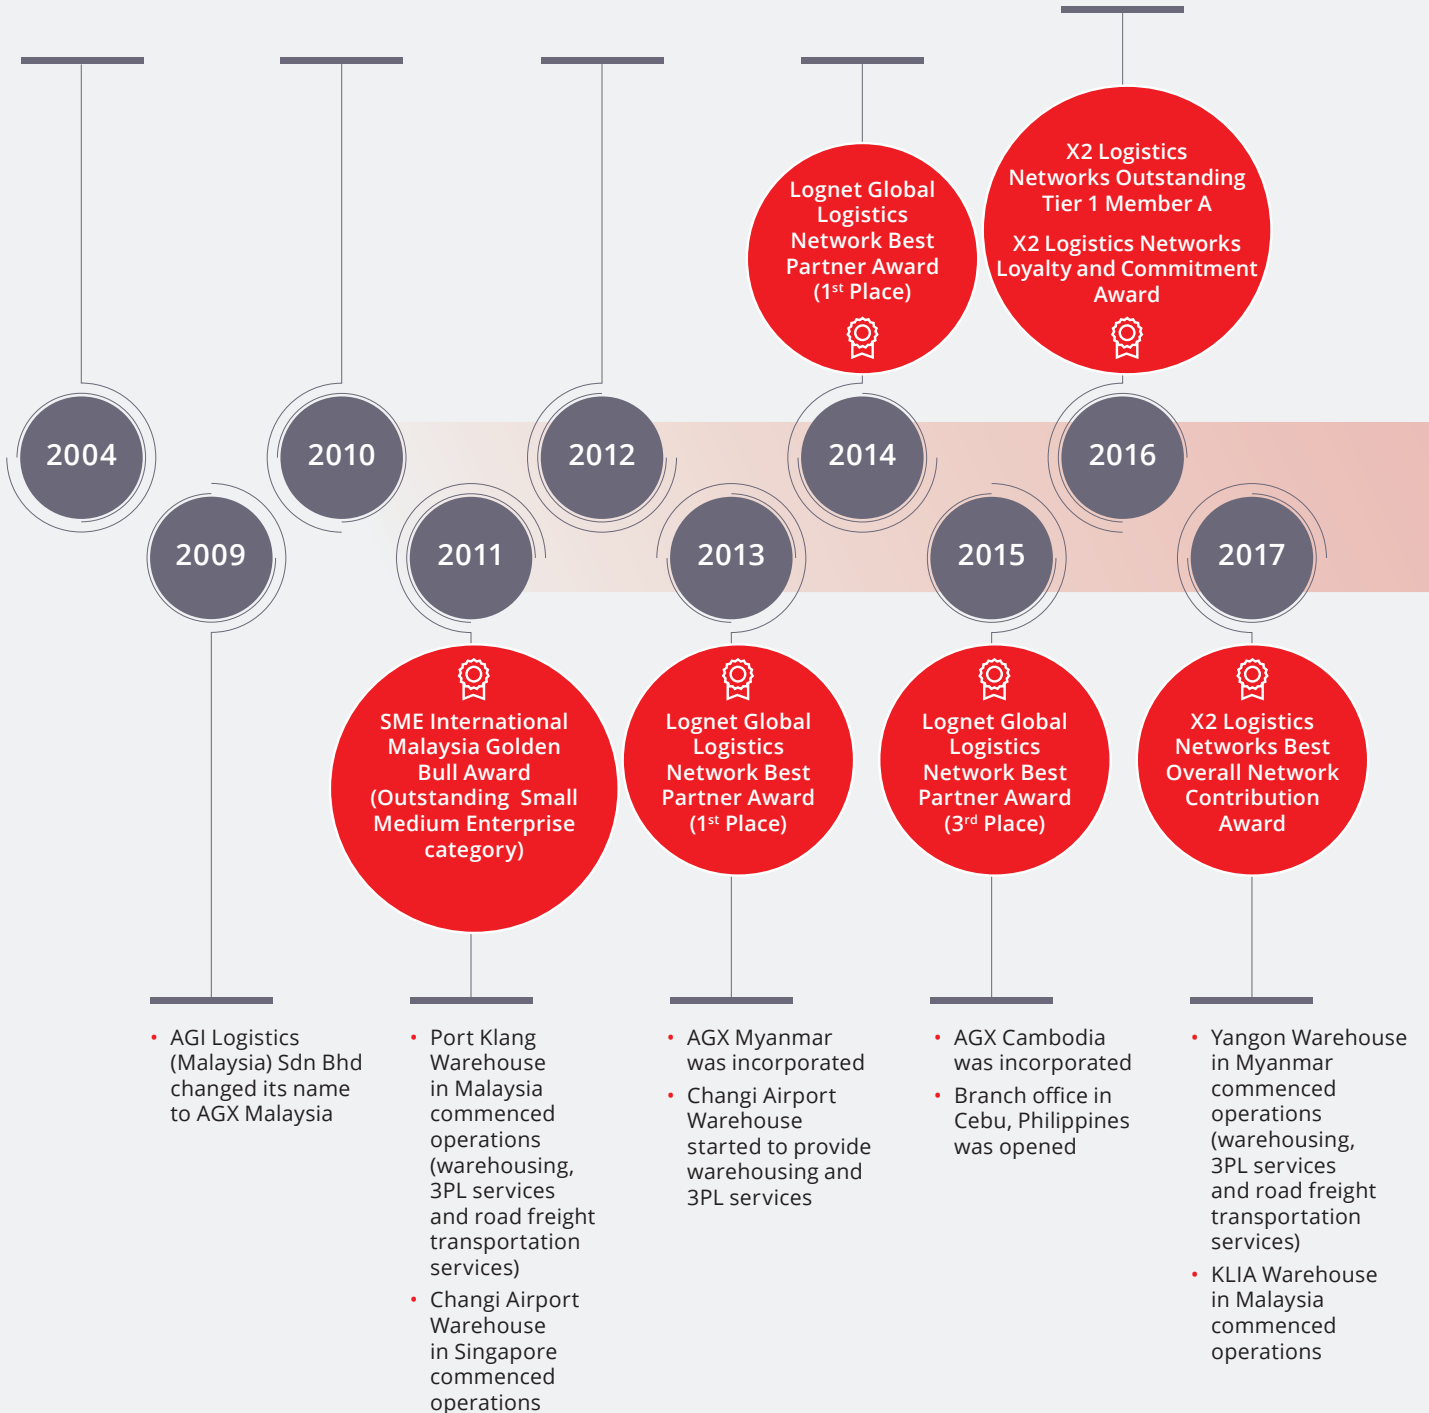 X2 Logistics
Networks Outstanding
Tier 1 Member A
X2 Logistics Networks
Loyalty and Commitment
Award
Lognet Global
Logistics
Network Best
Partner Award
(1st Place)
2004
2010
2012
2014
2016
2009
2011
2013
2015
2017
SME International
Malaysia Golden
Bull Award
(Outstanding Small
Medium Enterprise
category)
Lognet Global
Logistics
Network Best
Partner Award
(1st Place)
Lognet Global
Logistics
Network Best
Partner Award
(3rd Place)
X2 Logistics
Networks Best
Overall Network
Contribution
Award
• AGI Logistics
(Malaysia) Sdn Bhd
changed its name
to AGX Malaysia
• Port Klang
Warehouse
in Malaysia
commenced
operations
(warehousing,
3PL services
and road freight
transportation
services)
• Changi Airport
Warehouse
in Singapore
commenced
operations
• AGX Myanmar
was incorporated
• Changi Airport
Warehouse
started to provide
warehousing and
3PL services
• AGX Cambodia
was incorporated
• Branch office in
Cebu, Philippines
was opened
• Yangon Warehouse
in Myanmar
commenced
operations
(warehousing,
3PL services
and road freight
transportation
services)
• KLIA Warehouse
in Malaysia
commenced
operations